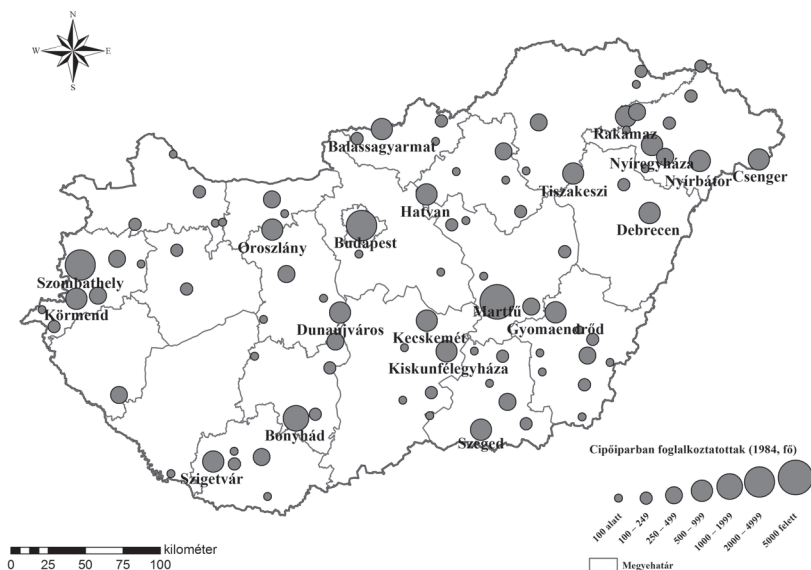 N
W
E
S
Balassagyarmat
Rakamaz
Nyíregyháza
Nyírbátor
Csenger
Tiszakeszi
Hatvan
Debrecen
Budapest
Oroszlány
Szombathely
Körmend
Martfű
Dunaújváros
Kecskemét
Gyomaendrőd
Kiskunfélegyháza
Bonyhád
Szeged
Szigetvár
Cipőiparban foglalkoztatottak (1984, fő)
100 alatt
100 – 249
250 – 499
500 – 999
1000 – 1999
2000 – 4999
5000 felett
kilométer
0 25 50 75 100
Megyehatár